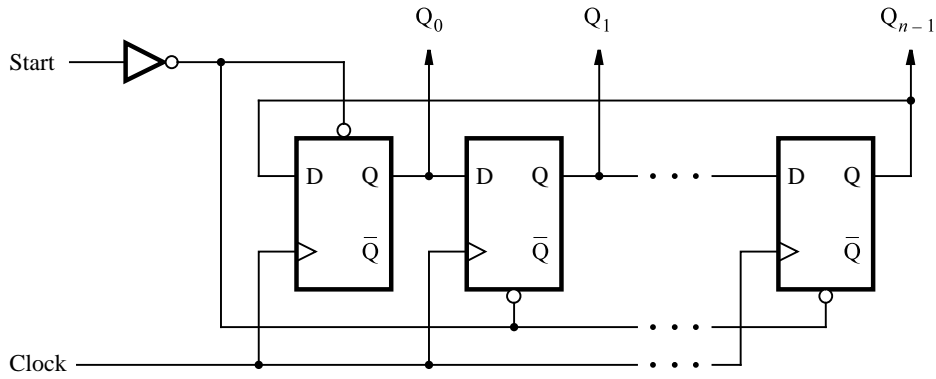 Q₀ Q₁ Qₙ₋₁
Start
D Q D Q D Q
Q̅ Q̅ Q̅
Clock